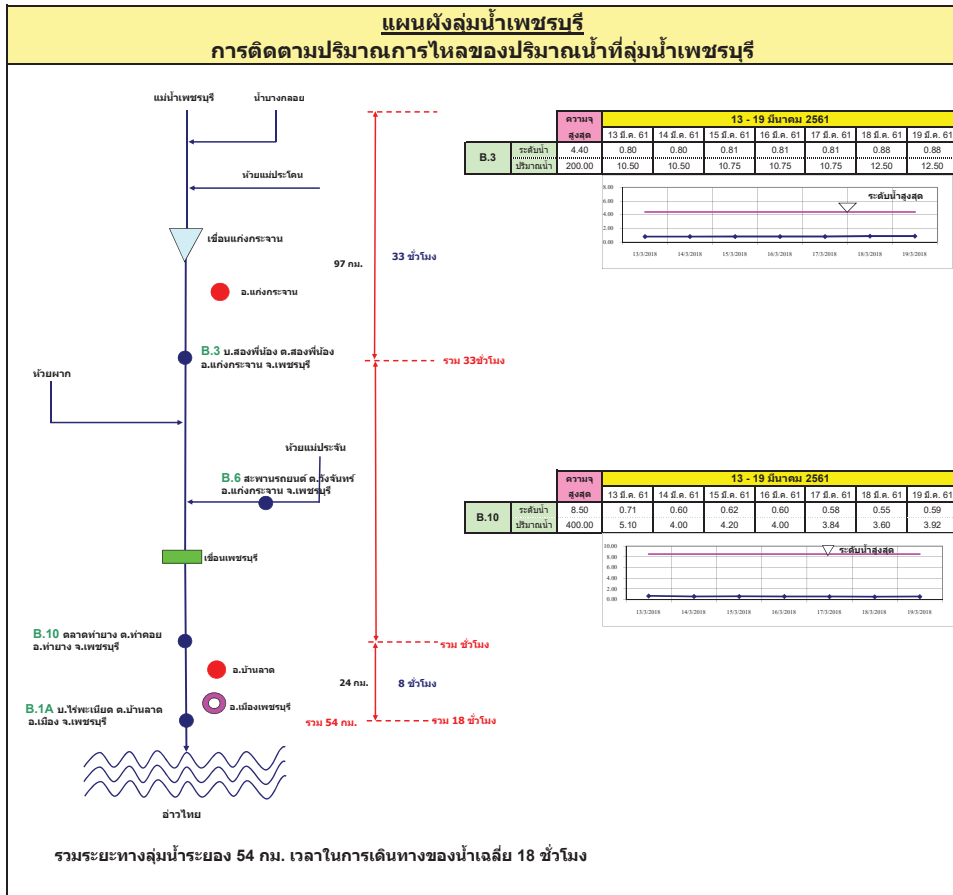 แผนผังลุ่มน้ำเพชรบุรี
การติดตามปริมาณการไหลของปริมาณน้ำที่ลุ่มน้ำเพชรบุรี
แม่น้ำเพชรบุรี
น้ำบางกลอย
ห้วยแม่ประโดน
เขื่อนแก่งกระจาน
97 กม.
33 ชั่วโมง
อ.แก่งกระจาน
B.3 บ.สองพี่น้อง ต.สองพี่น้อง
อ.แก่งกระจาน จ.เพชรบุรี
รวม 33ชั่วโมง
ห้วยผาก
ห้วยแม่ประจัน
B.6 สะพานรถยนต์ ต.วังจันทร์
อ.แก่งกระจาน จ.เพชรบุรี
เขื่อนเพชรบุรี
B.10 ตลาดท่ายาง ต.ท่าคอย
อ.ท่ายาง จ.เพชรบุรี
รวม ชั่วโมง
อ.บ้านลาด
24 กม.
8 ชั่วโมง
อ.เมืองเพชรบุรี
B.1A บ.ไร่พะเนียด ต.บ้านลาด
อ.เมือง จ.เพชรบุรี
รวม 54 กม.
รวม 18 ชั่วโมง
อ่าวไทย
รวมระยะทางลุ่มน้ำระยอง 54 กม. เวลาในการเดินทางของน้ำเฉลี่ย 18 ชั่วโมง
ความจุ 13 - 19 มีนาคม 2561
สูงสุด 13 มี.ค. 61 14 มี.ค. 61 15 มี.ค. 61 16 มี.ค. 61 17 มี.ค. 61 18 มี.ค. 61 19 มี.ค. 61
B.3
ระดับน้ำ 4.40 0.80 0.80 0.81 0.81 0.81 0.88 0.88
ปริมาณน้ำ 200.00 10.50 10.50 10.75 10.75 10.75 12.50 12.50
8.00
6.00
4.00
2.00
0.00
ระดับน้ำสูงสุด
13/3/2018 14/3/2018 15/3/2018 16/3/2018 17/3/2018 18/3/2018 19/3/2018
ความจุ 13 - 19 มีนาคม 2561
สูงสุด 13 มี.ค. 61 14 มี.ค. 61 15 มี.ค. 61 16 มี.ค. 61 17 มี.ค. 61 18 มี.ค. 61 19 มี.ค. 61
B.10
ระดับน้ำ 8.50 0.71 0.60 0.62 0.60 0.58 0.55 0.59
ปริมาณน้ำ 400.00 5.10 4.00 4.20 4.00 3.84 3.60 3.92
10.00
8.00
6.00
4.00
2.00
0.00
ระดับน้ำสูงสุด
13/3/2018 14/3/2018 15/3/2018 16/3/2018 17/3/2018 18/3/2018 19/3/2018